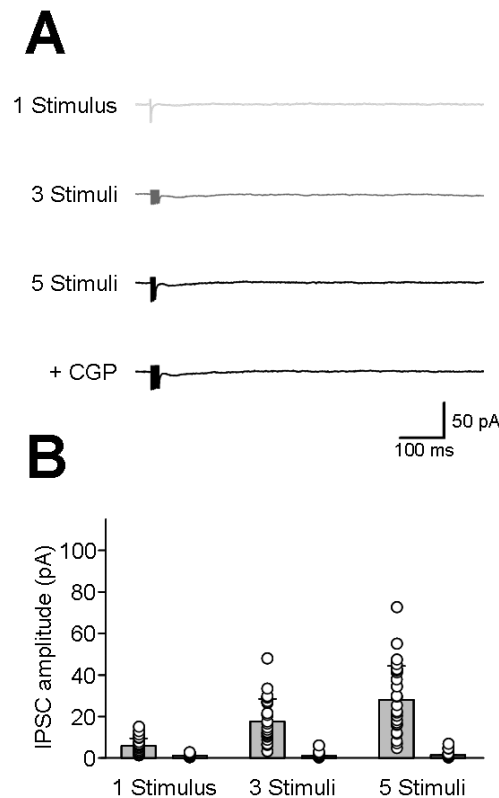 A
1 Stimulus
3 Stimuli
5 Stimuli
+ CGP
50 pA
100 ms
B
IPSC amplitude (pA)
100
80
60
40
20
0
1 Stimulus 3 Stimuli 5 Stimuli